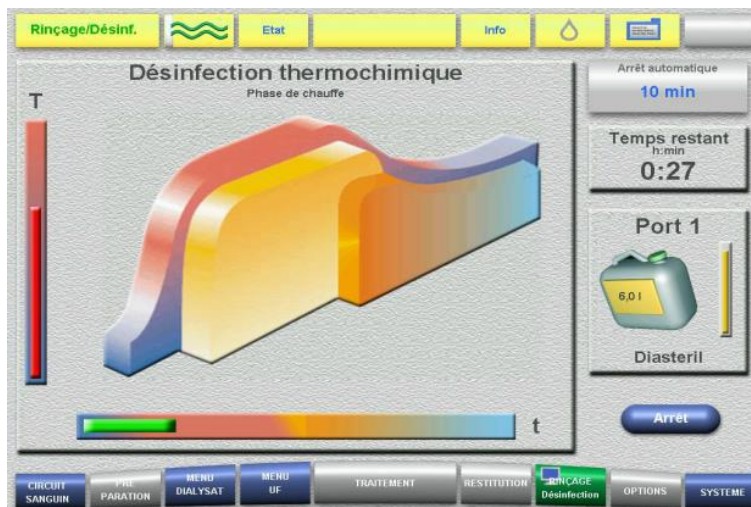 Rinçage/Désinf.
Etat
Info
Désinfection thermochimique
Phase de chauffe
T
t
Arrêt automatique
10 min
Temps restant
h:min
0:27
Port 1
6,0 l
Diasteril
Arrêt
CIRCUIT
SANGUIN
PRE
PARATION
MENU
DIALYSAT
MENU
UF
TRAITEMENT
RESTITUTION
RINÇAGE
Désinfection
OPTIONS
SYSTEME